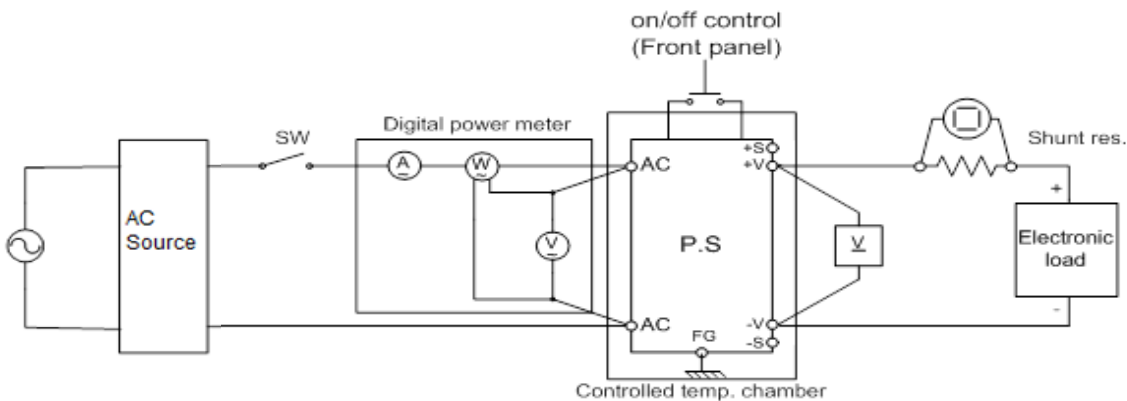 on/off control
(Front panel)
Digital power meter
SW
Shunt res.
A
W
AC
+S
+V
+
AC
Source
V
P.S
V
Electronic
load
AC
FG
-V
-
-S
Controlled temp. chamber